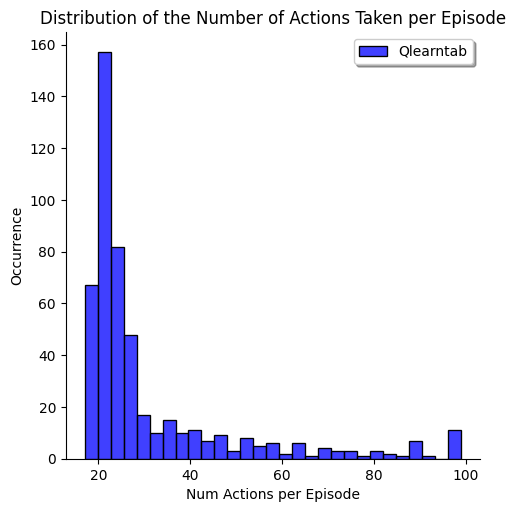 Distribution of the Number of Actions Taken per Episode
Qlearntab
160
140
120
100
80
60
40
20
0
Occurrence
20 40 60 80 100
Num Actions per Episode